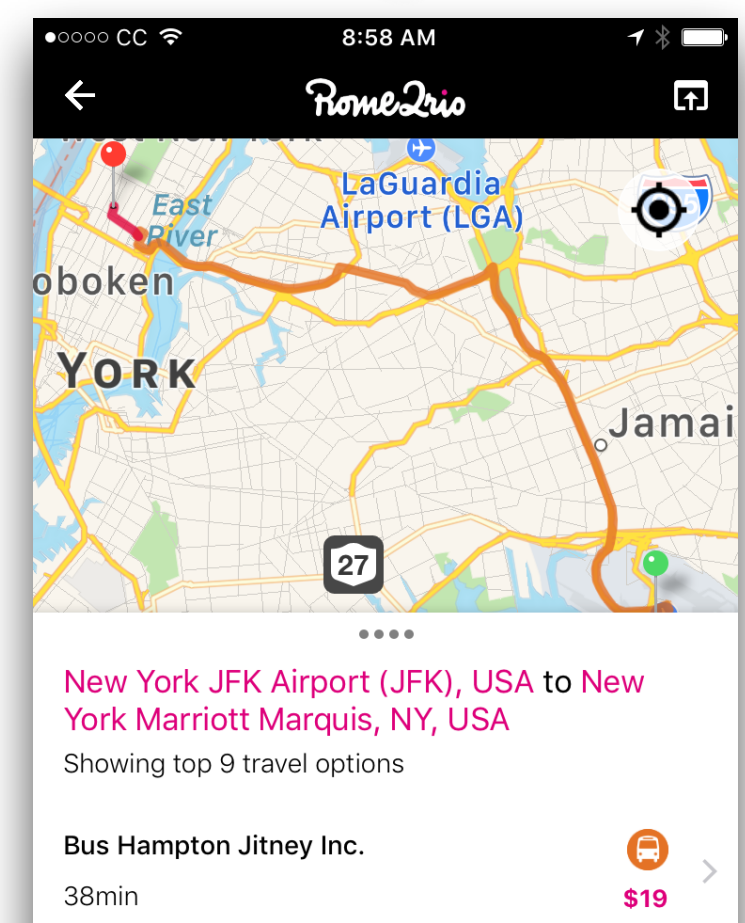 CC
8:58 AM
Rome2rio
LaGuardia
Airport (LGA)
East
River
YORK
Jamai
27
New York JFK Airport (JFK), USA to New
York Marriott Marquis, NY, USA
Showing top 9 travel options
Bus Hampton Jitney Inc.
38min
$19